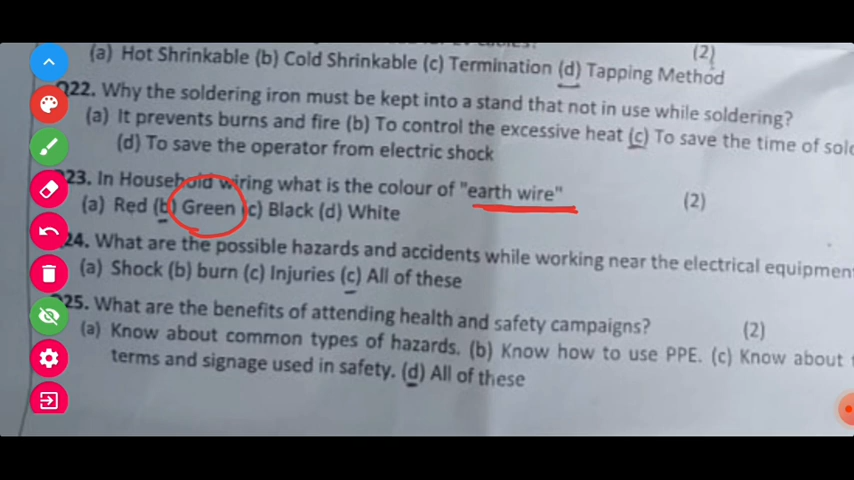 (2)
(a) Hot Shrinkable (b) Cold Shrinkable (c) Termination (d) Tapping Method
Q22. Why the soldering iron must be kept into a stand that not in use while soldering?
(a) It prevents burns and fire (b) To control the excessive heat (c) To save the time of
(d) To save the operator from electric shock
23. In Household wiring what is the colour of "earth wire" (2)
(a) Red (b) Green (c) Black (d) White
24. What are the possible hazards and accidents while working near the electrical
(a) Shock (b) burn (c) Injuries (c) All of these
25. What are the benefits of attending health and safety campaigns? (2)
(a) Know about common types of hazards. (b) Know how to use PPE. (c) Know about
terms and signage used in safety. (d) All of these